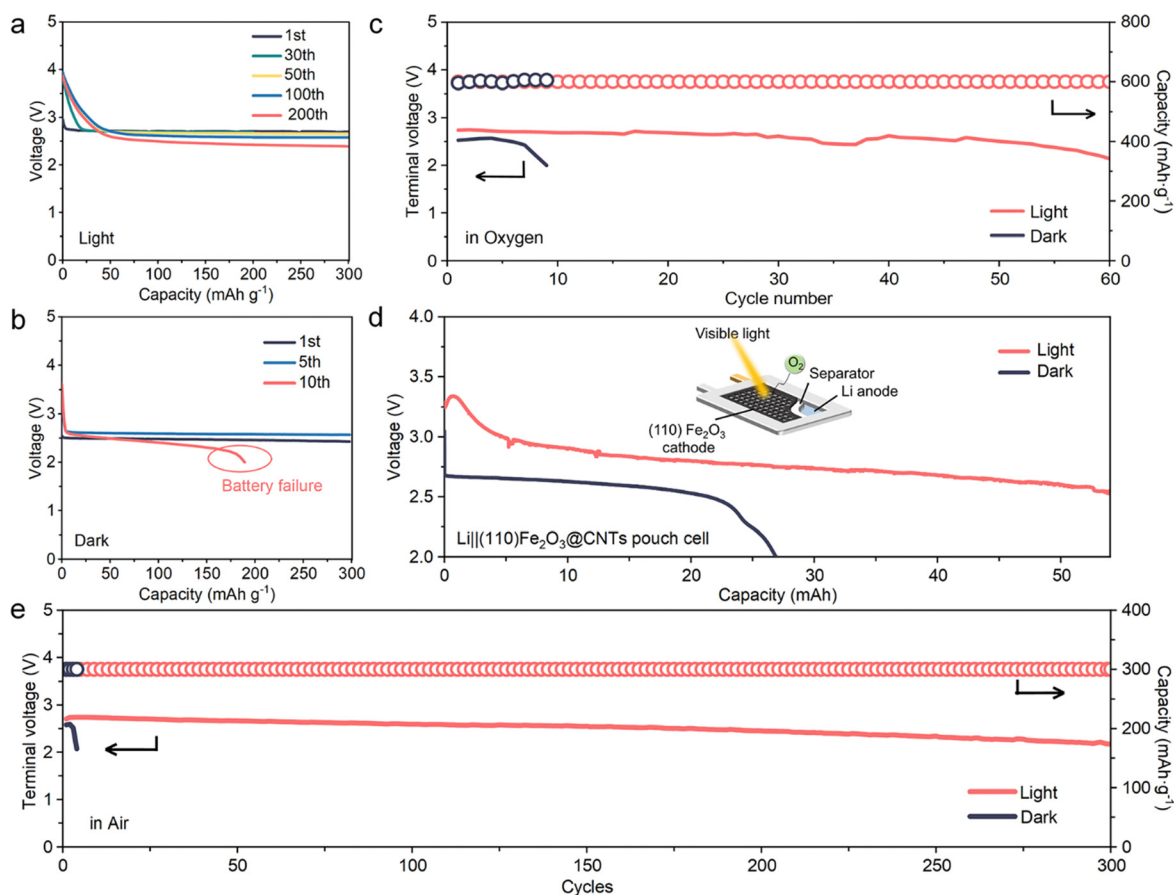 a
5
4
3
2
1
0
Voltage (V)
1st
30th
50th
100th
200th
Light
0 50 100 150 200 250 300
Capacity (mAh g⁻¹)
b
5
4
3
2
1
0
Voltage (V)
1st
5th
10th
Battery failure
Dark
0 50 100 150 200 250 300
Capacity (mAh g⁻¹)
c
5
4
3
2
1
0
Terminal voltage (V)
800
600
400
200
0
Capacity (mAh·g⁻¹)
Light
Dark
in Oxygen
0 10 20 30 40 50 60
Cycle number
d
4.0
3.5
3.0
2.5
2.0
Voltage (V)
Visible light
O₂
Separator
Li anode
(110) Fe₂O₃
cathode
Light
Dark
Li||(110)Fe₂O₃@CNTs pouch cell
0 10 20 30 40 50
Capacity (mAh)
e
5
4
3
2
1
0
Terminal voltage (V)
400
300
200
100
0
Capacity (mAh·g⁻¹)
Light
Dark
in Air
0 50 100 150 200 250 300
Cycles